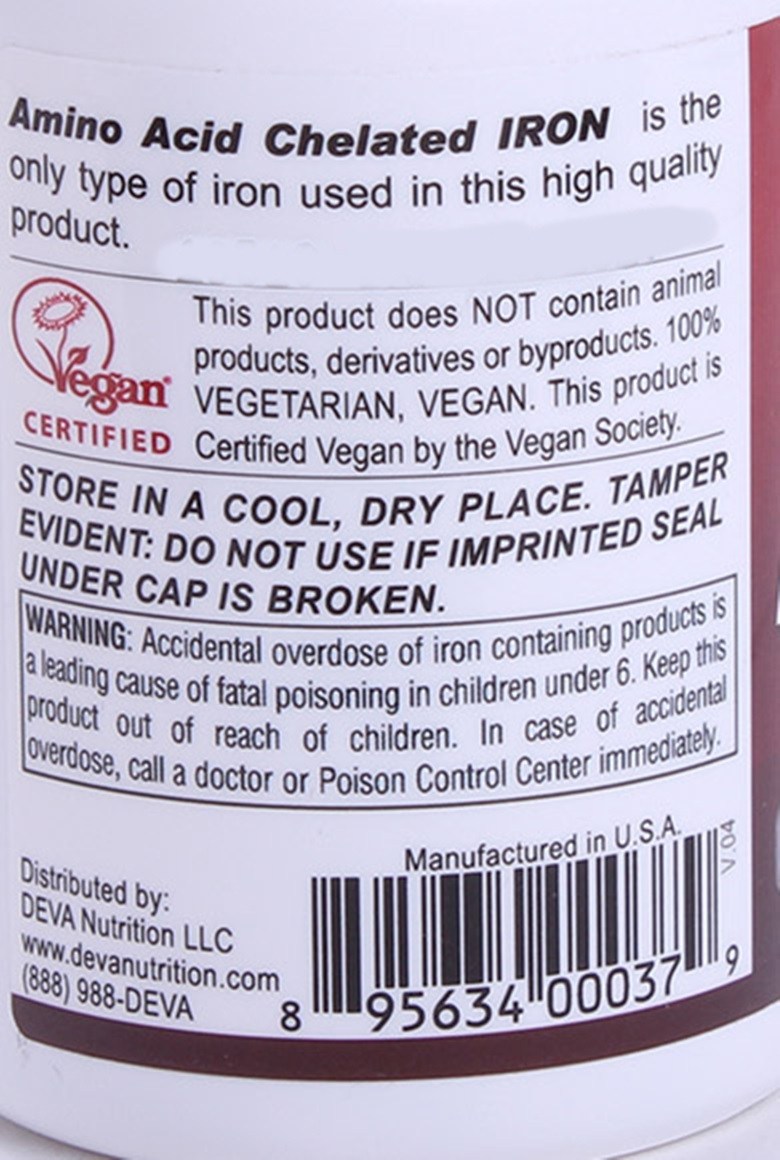 Amino Acid Chelated IRON is the
only type of iron used in this high quality
product.
Vegan®
CERTIFIED
This product does NOT contain animal
products, derivatives or byproducts. 100%
VEGETARIAN, VEGAN. This product is
Certified Vegan by the Vegan Society.
STORE IN A COOL, DRY PLACE. TAMPER
EVIDENT: DO NOT USE IF IMPRINTED SEAL
UNDER CAP IS BROKEN.
WARNING: Accidental overdose of iron containing products is
a leading cause of fatal poisoning in children under 6. Keep this
product out of reach of children. In case of accidental
overdose, call a doctor or Poison Control Center immediately.
Distributed by:
DEVA Nutrition LLC
www.devanutrition.com
(888) 988-DEVA
Manufactured in U.S.A.
V.04
8 95634 00037 9